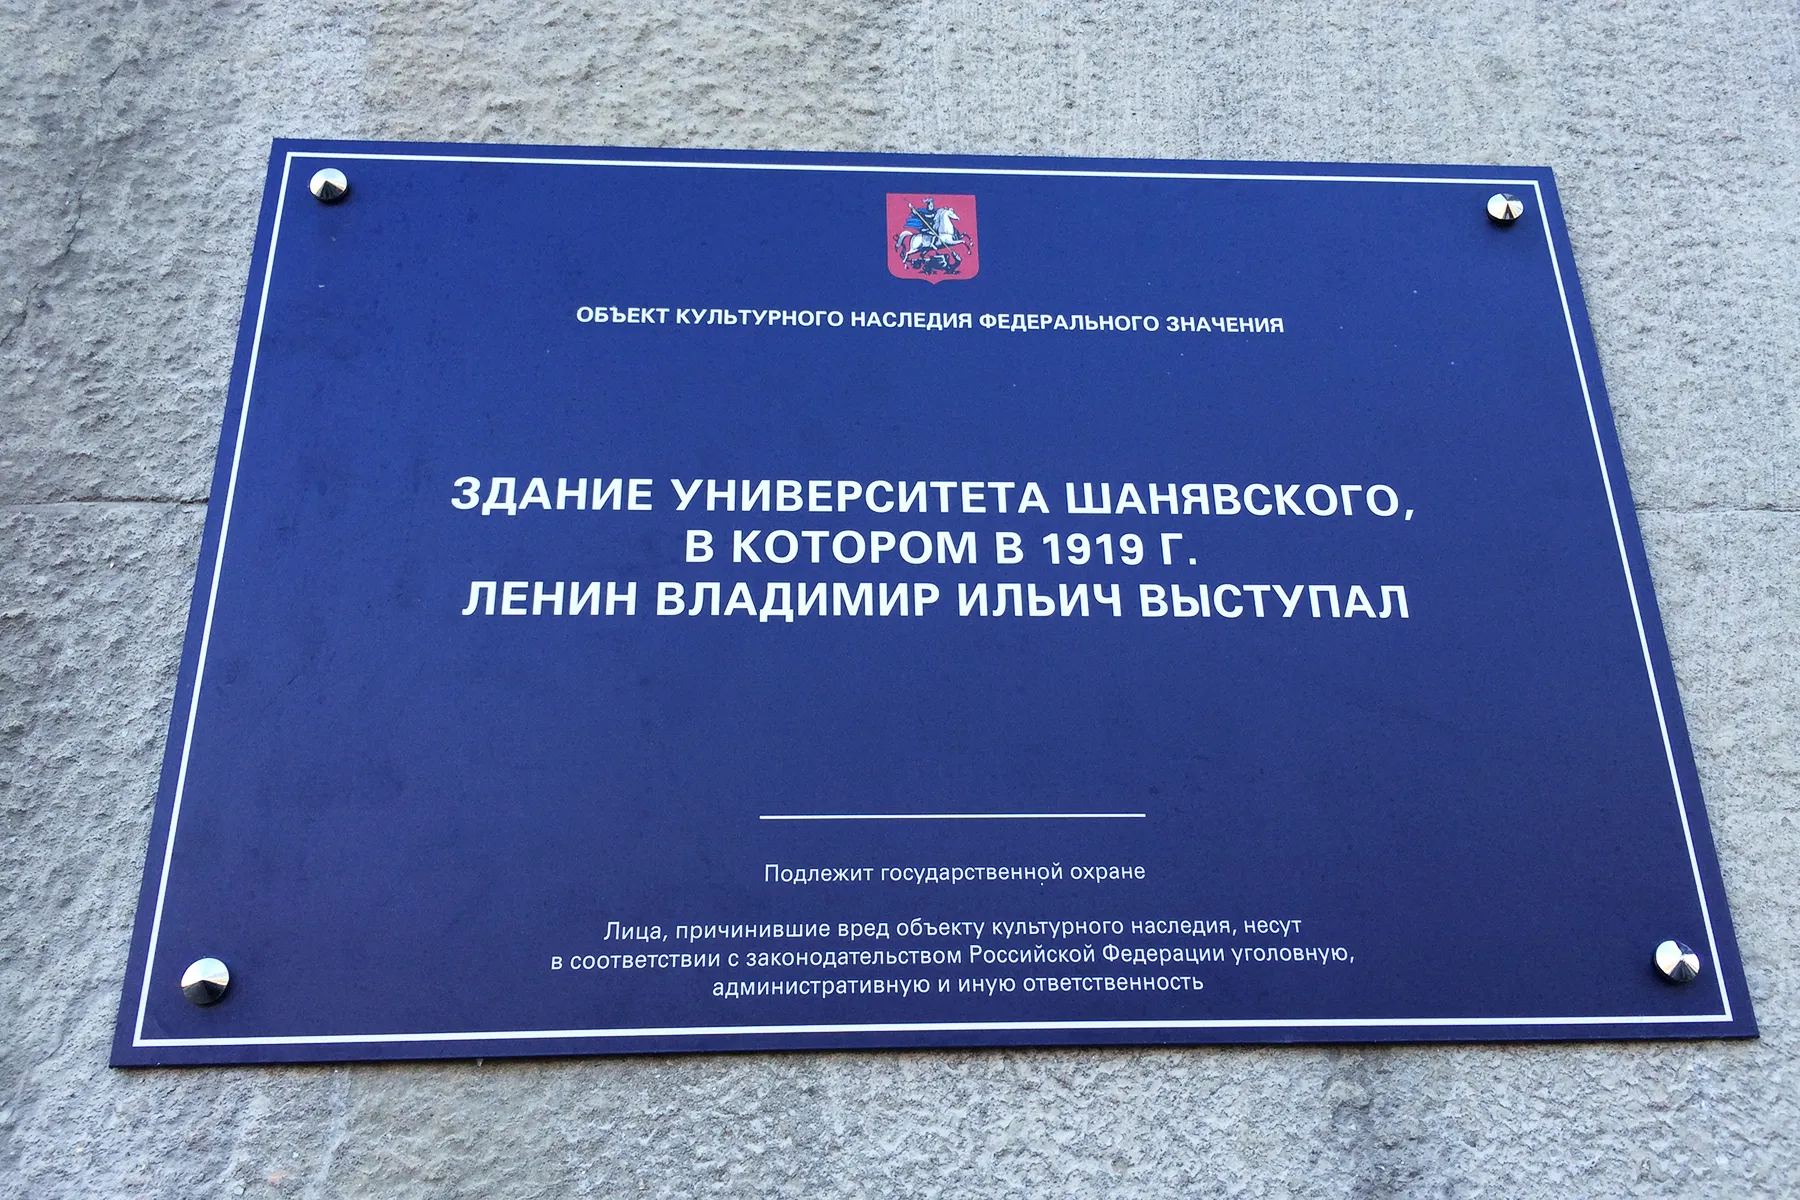 ОБЪЕКТ КУЛЬТУРНОГО НАСЛЕДИЯ ФЕДЕРАЛЬНОГО ЗНАЧЕНИЯ
ЗДАНИЕ УНИВЕРСИТЕТА ШАНЯВСКОГО,
В КОТОРОМ В 1919 Г.
ЛЕНИН ВЛАДИМИР ИЛЬИЧ ВЫСТУПАЛ
Подлежит государственной охране
Лица, причинившие вред объекту культурного наследия, несут
в соответствии с законодательством Российской Федерации уголовную,
административную и иную ответственность